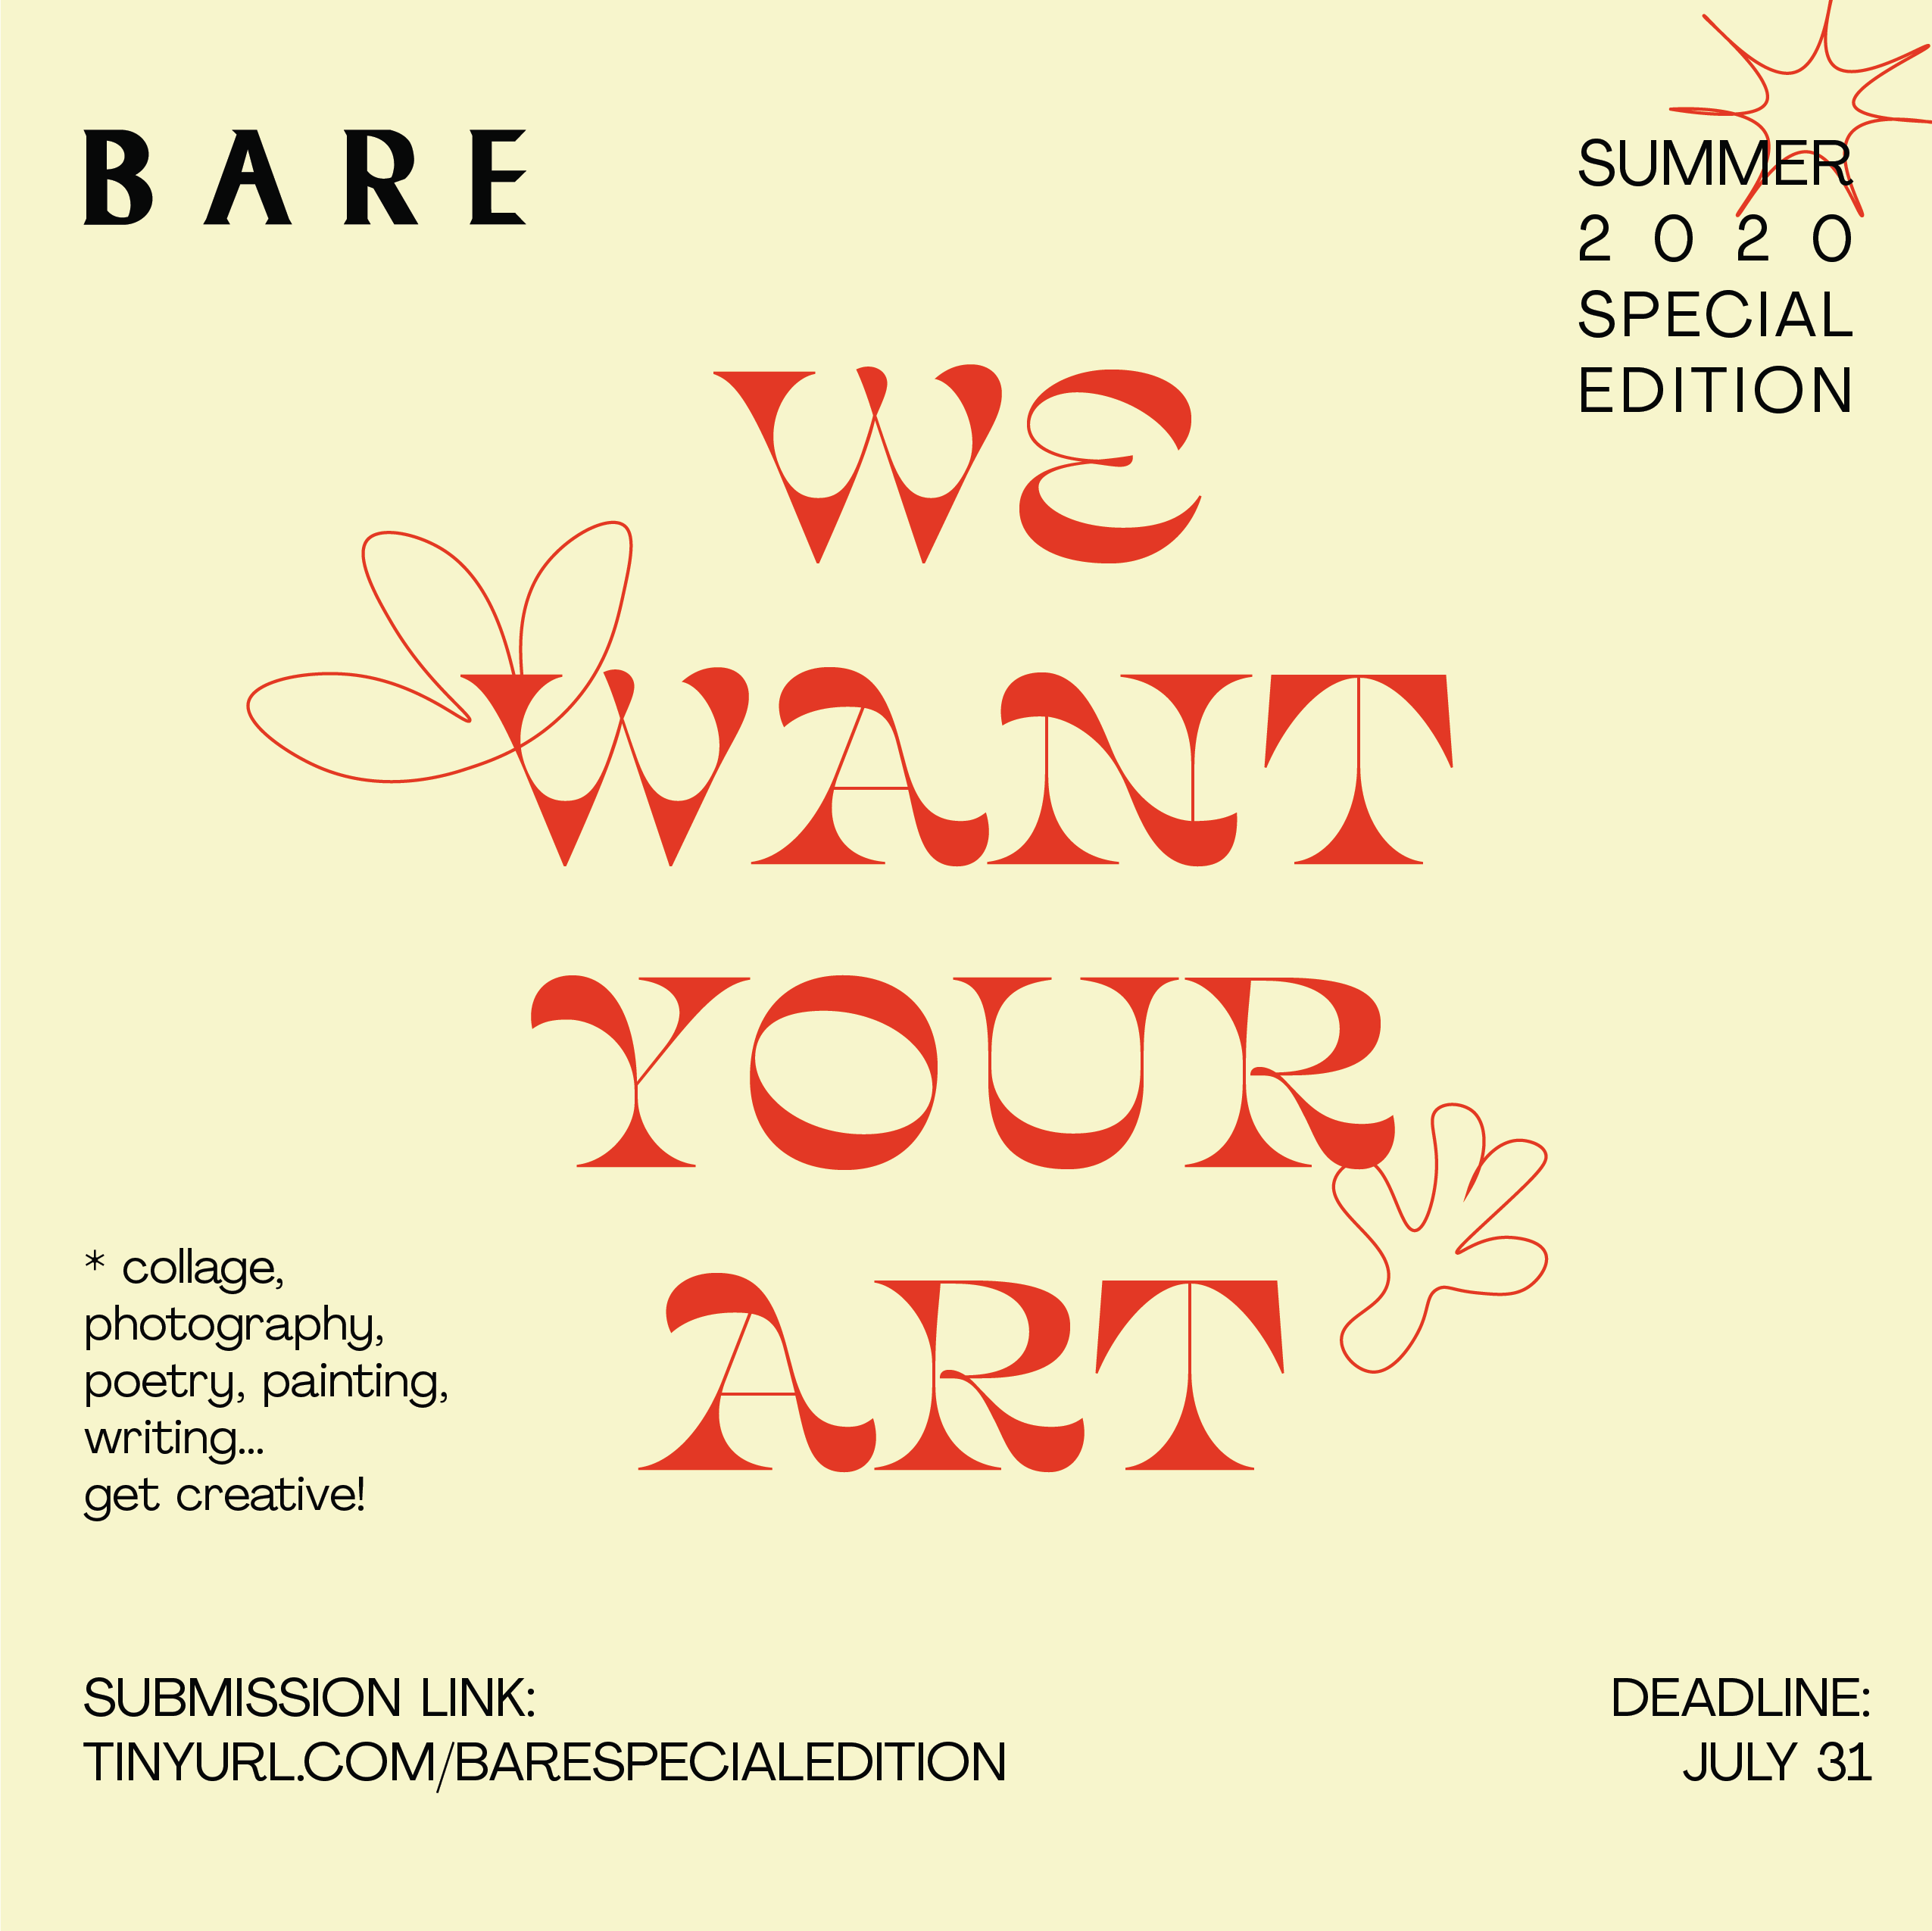 BARE
SUMMER
2020
SPECIAL
EDITION
WE
WANT
YOUR
ART
* collage,
photography,
poetry, painting,
writing...
get creative!
SUBMISSION LINK:
TINYURL.COM/BARESPECIALEDITION
DEADLINE:
JULY 31